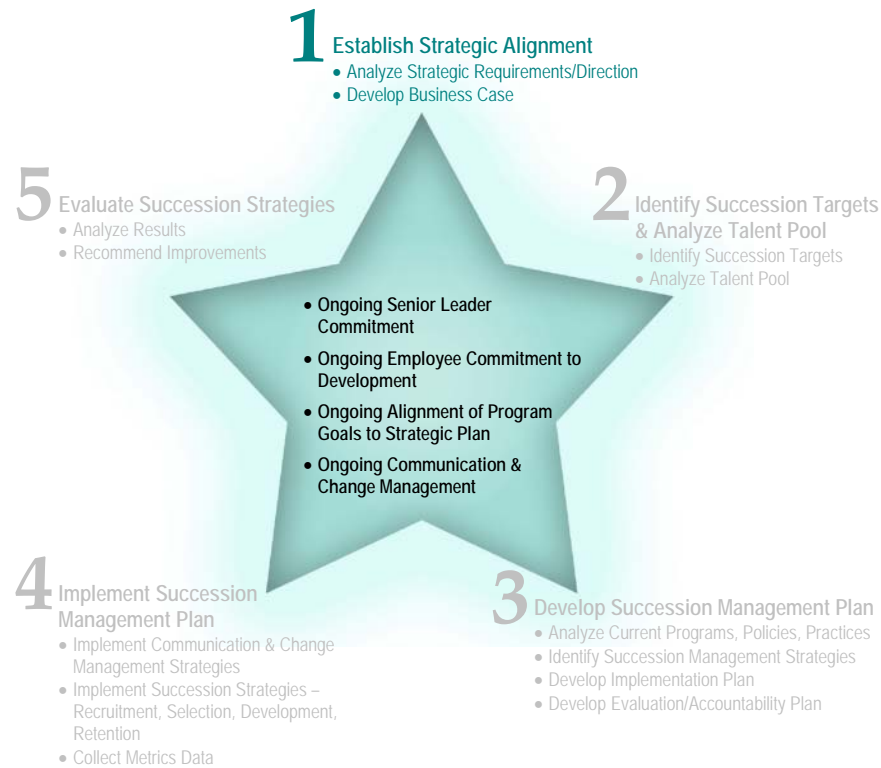 1
Establish Strategic Alignment
• Analyze Strategic Requirements/Direction
• Develop Business Case
2
Identify Succession Targets
& Analyze Talent Pool
• Identify Succession Targets
• Analyze Talent Pool
3
Develop Succession Management Plan
• Analyze Current Programs, Policies, Practices
• Identify Succession Management Strategies
• Develop Implementation Plan
• Develop Evaluation/Accountability Plan
4
Implement Succession
Management Plan
• Implement Communication & Change
Management Strategies
• Implement Succession Strategies –
Recruitment, Selection, Development,
Retention
• Collect Metrics Data
5
Evaluate Succession Strategies
• Analyze Results
• Recommend Improvements
• Ongoing Senior Leader
Commitment
• Ongoing Employee Commitment to
Development
• Ongoing Alignment of Program
Goals to Strategic Plan
• Ongoing Communication &
Change Management